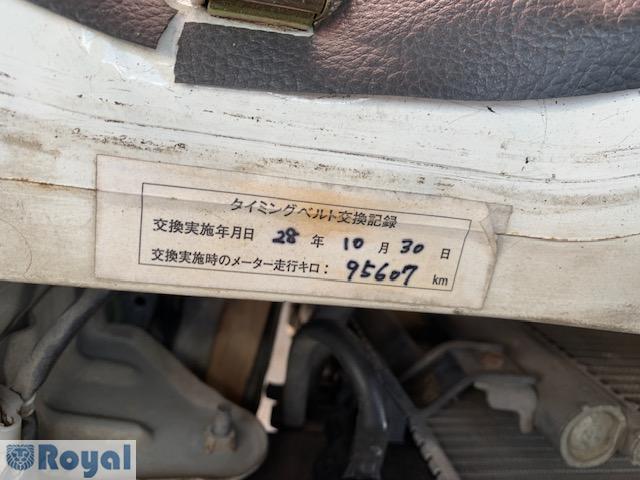 タイミングベルト交換記録
交換実施年月日 28 年 10 月 30 日
交換実施時のメーター走行キロ: 95607 km
Royal